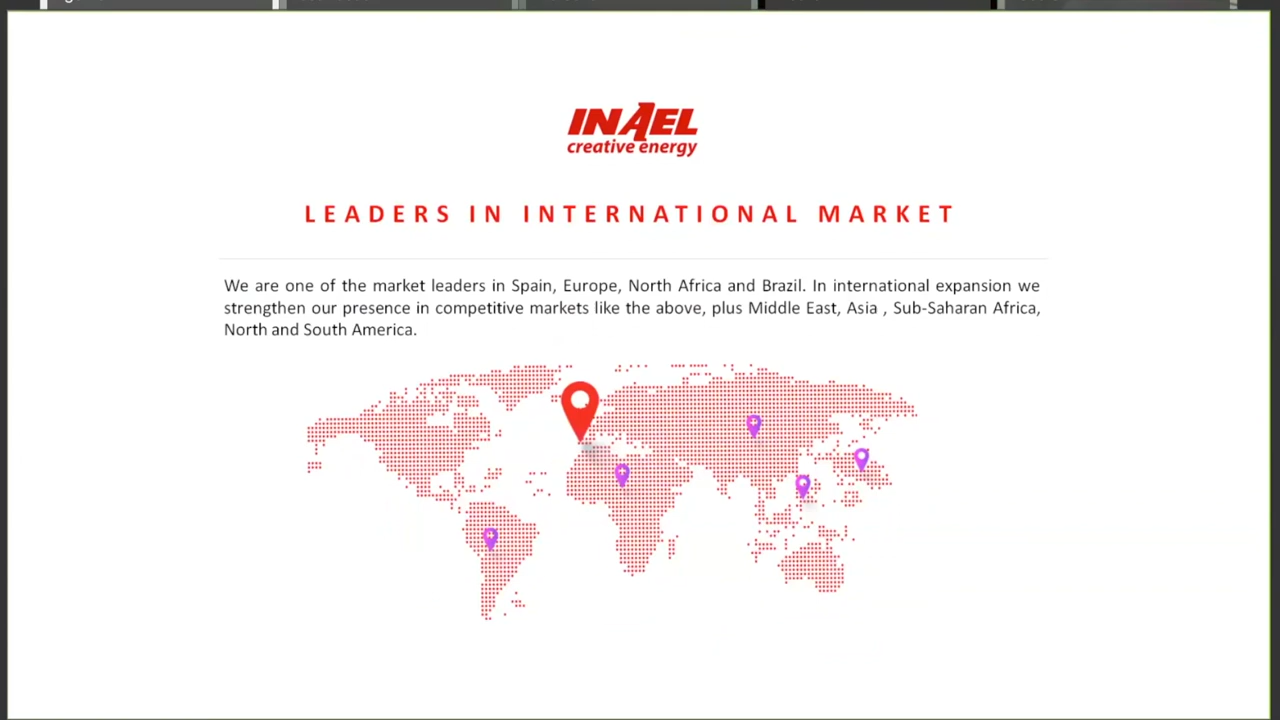 INAEL
creative energy
LEADERS IN INTERNATIONAL MARKET
We are one of the market leaders in Spain, Europe, North Africa and Brazil. In international expansion we
strengthen our presence in competitive markets like the above, plus Middle East, Asia , Sub-Saharan Africa,
North and South America.